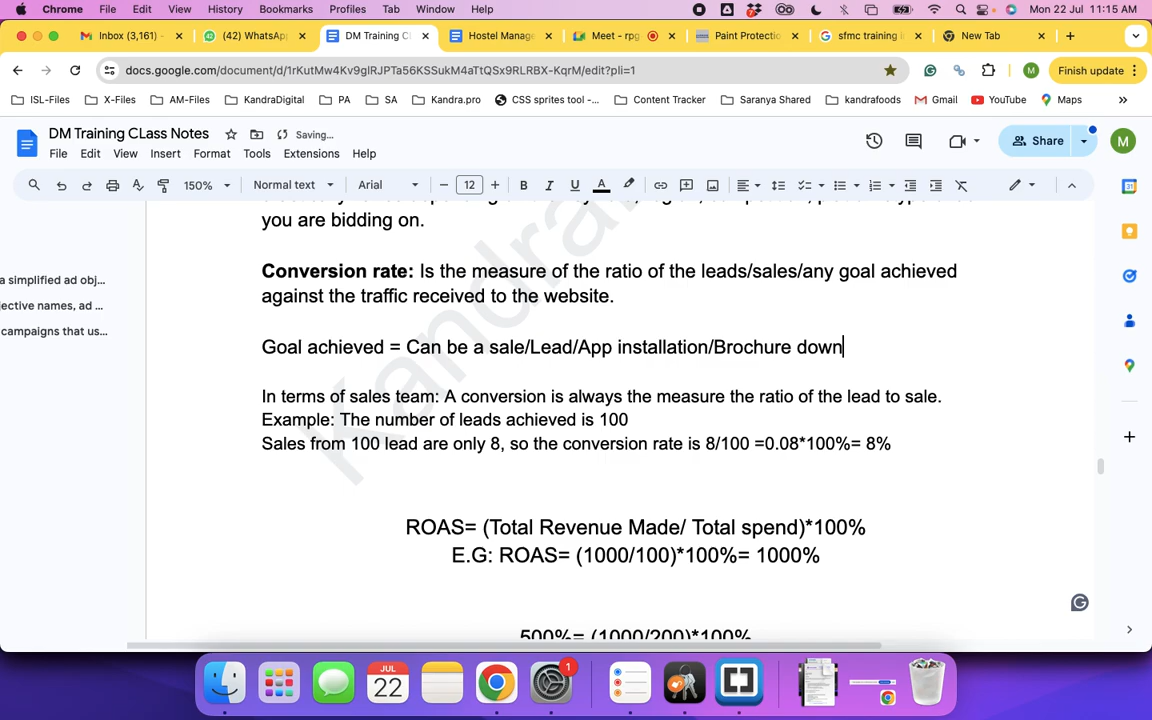 Chrome File Edit View History Bookmarks Profiles Tab Window Help Mon 22 Jul 11:15 AM
Inbox (3,161) - (42) WhatsAp DM Training C Hostel Manage Meet - rpg Paint Protectio sfmc training i New Tab
docs.google.com/document/d/1rKutMw4Kv9glRJPTa56KSSukM4aTtQSx9RLRBX-KqrM/edit?pli=1 Finish update
ISL-Files X-Files AM-Files KandraDigital PA SA Kandra.pro CSS sprites tool -... Content Tracker Saranya Shared kandrafoods Gmail YouTube Maps
DM Training CLass Notes Saving...
File Edit View Insert Format Tools Extensions Help
Share M
150% Normal text Arial 12
you are bidding on.
Conversion rate: Is the measure of the ratio of the leads/sales/any goal achieved
against the traffic received to the website.
Goal achieved = Can be a sale/Lead/App installation/Brochure down
In terms of sales team: A conversion is always the measure the ratio of the lead to sale.
Example: The number of leads achieved is 100
Sales from 100 lead are only 8, so the conversion rate is 8/100 =0.08*100%= 8%
ROAS= (Total Revenue Made/ Total spend)*100%
E.G: ROAS= (1000/100)*100%= 1000%
500%= (1000/200)*100%
a simplified ad obj...
jective names, ad ...
campaigns that us...
Kandra
JUL
22
1